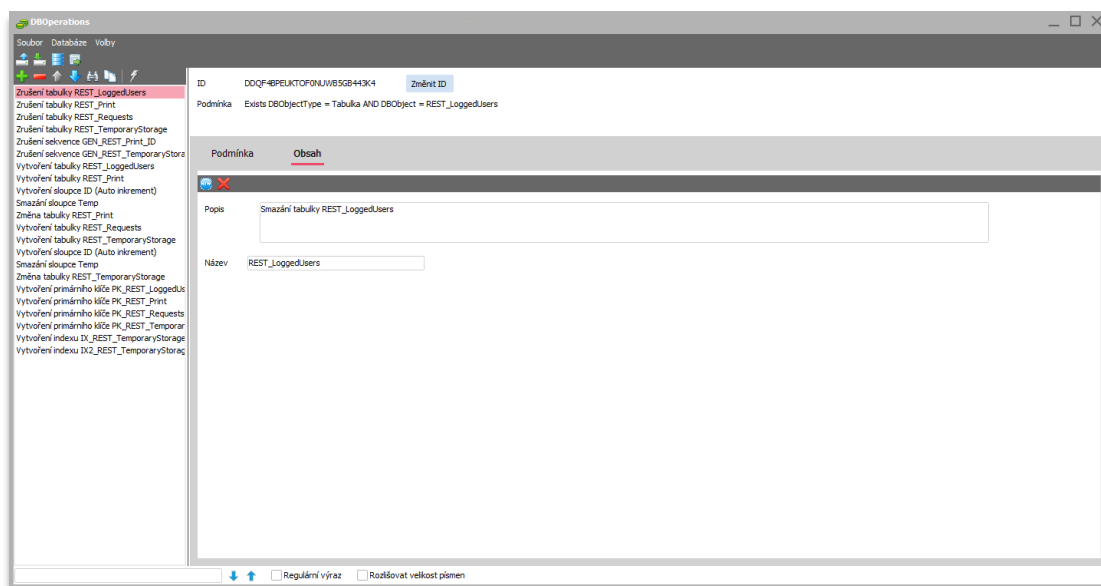 DBOperations
Soubor Databáze Volby
Zrušení tabulky REST_LoggedUsers
Zrušení tabulky REST_Print
Zrušení tabulky REST_Requests
Zrušení tabulky REST_TemporaryStorage
Zrušení sekvence GEN_REST_Print_ID
Zrušení sekvence GEN_REST_TemporaryStora
Vytvoření tabulky REST_LoggedUsers
Vytvoření tabulky REST_Print
Vytvoření sloupce ID (Auto inkrement)
Smazání sloupce Temp
Změna tabulky REST_Print
Vytvoření tabulky REST_Requests
Vytvoření tabulky REST_TemporaryStorage
Vytvoření sloupce ID (Auto inkrement)
Smazání sloupce Temp
Změna tabulky REST_TemporaryStorage
Vytvoření primárního klíče PK_REST_LoggedUs
Vytvoření primárního klíče PK_REST_Print
Vytvoření primárního klíče PK_REST_Requests
Vytvoření primárního klíče PK_REST_Temporar
Vytvoření indexu IX_REST_TemporaryStorage
Vytvoření indexu IX2_REST_TemporaryStorag
ID DDQF4BPEUKTOF0NUWB5GB443K4 Změnit ID
Podmínka Exists DBObjectType = Tabulka AND DBObject = REST_LoggedUsers
Podmínka Obsah
Popis Smazání tabulky REST_LoggedUsers
Název REST_LoggedUsers
Regulární výraz Rozlišovat velikost písmen